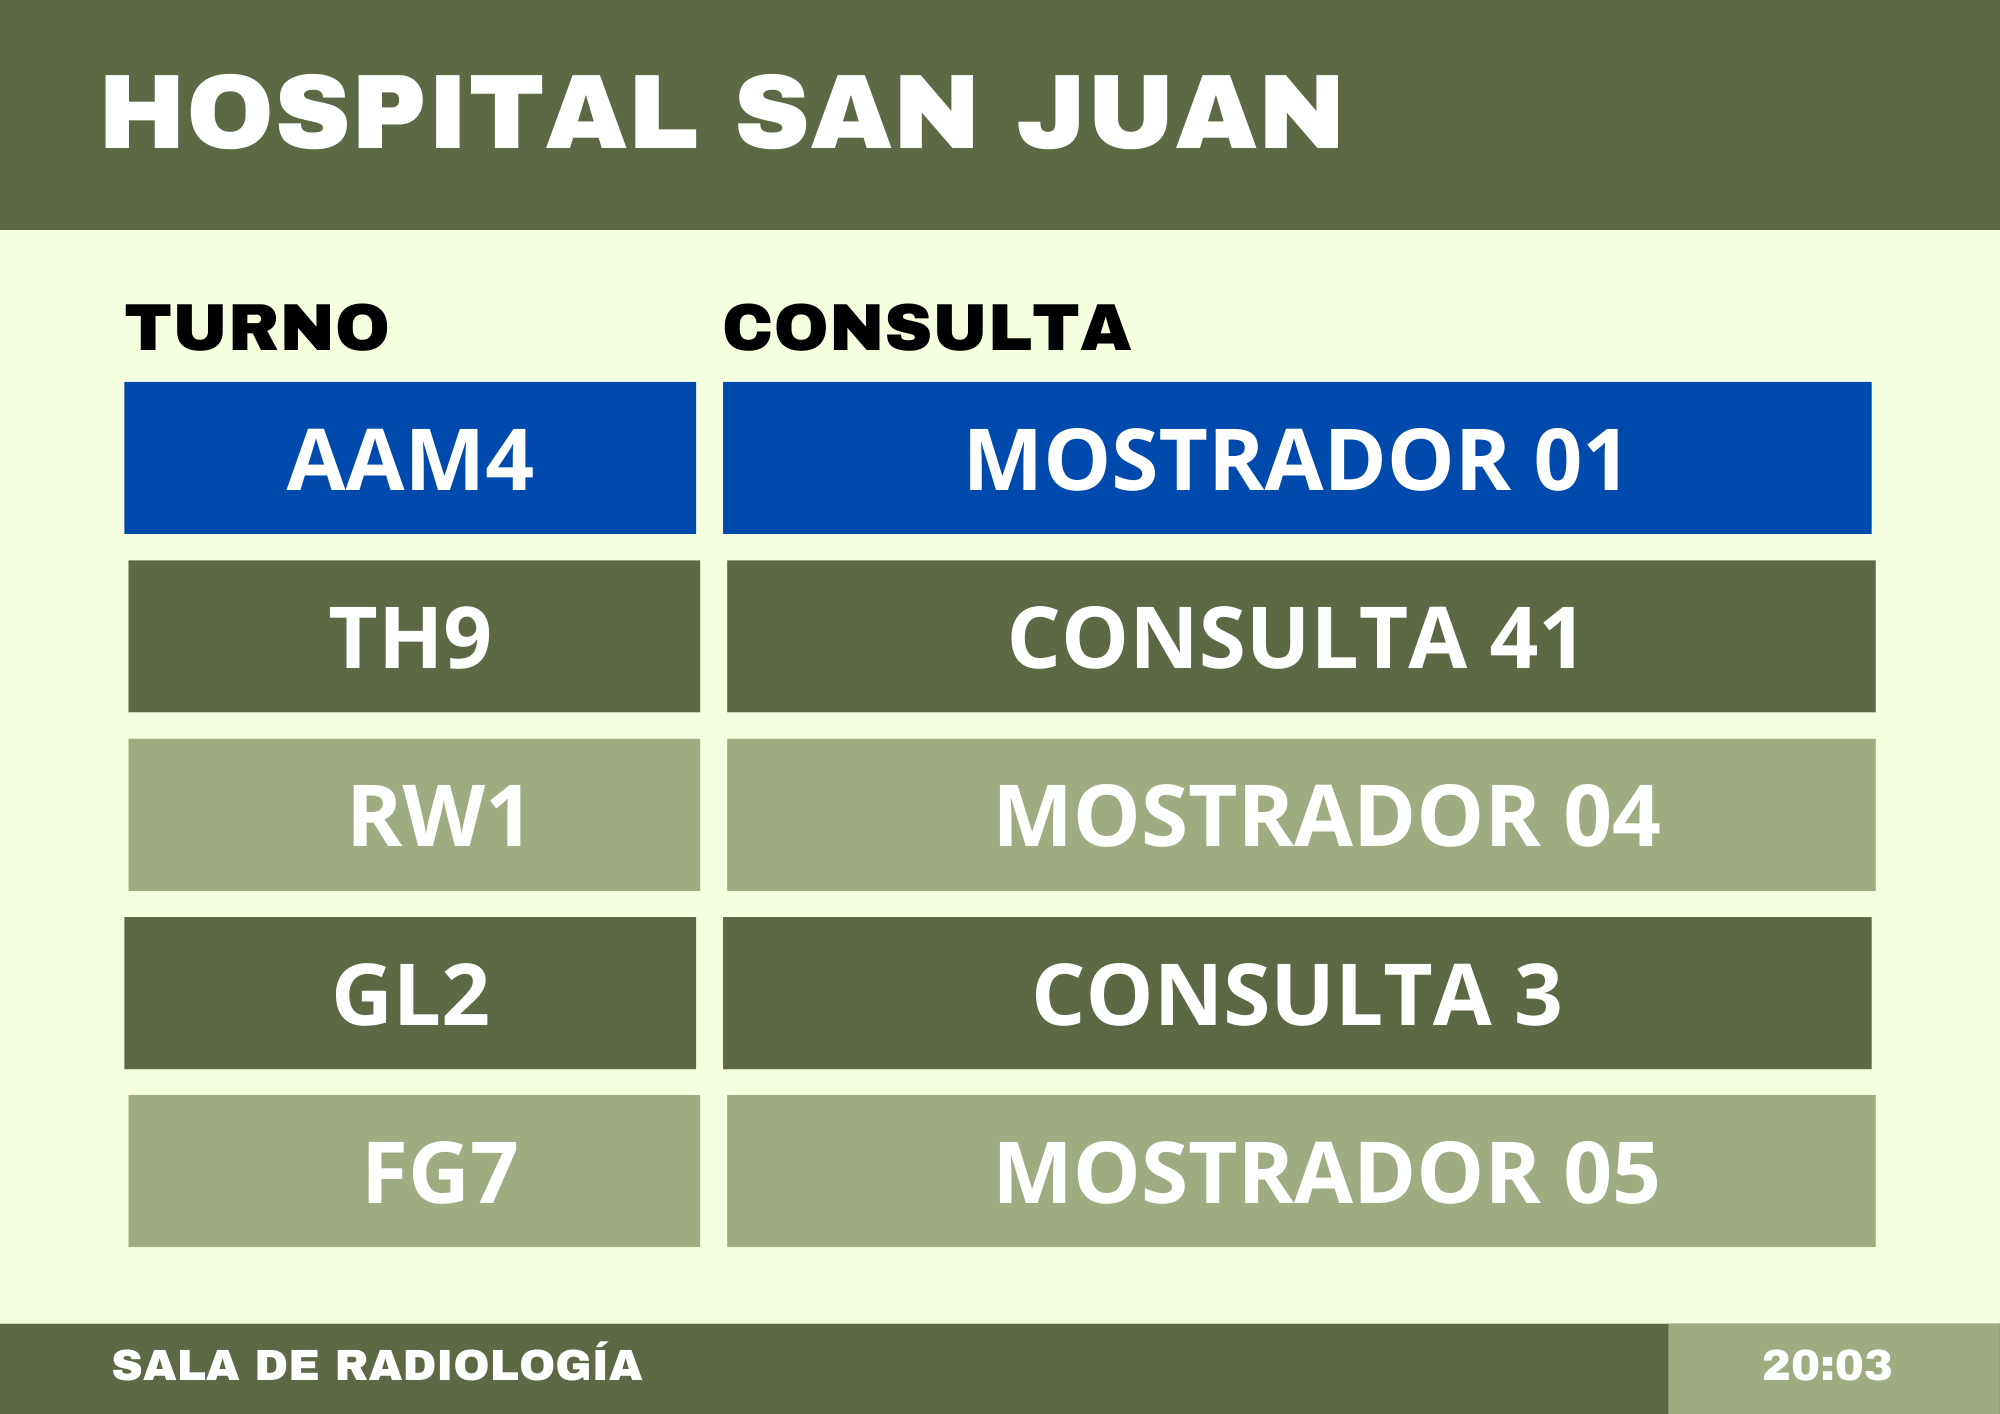 HOSPITAL SAN JUAN
TURNO CONSULTA
AAM4 MOSTRADOR 01
TH9 CONSULTA 41
RW1 MOSTRADOR 04
GL2 CONSULTA 3
FG7 MOSTRADOR 05
SALA DE RADIOLOGÍA 20:03